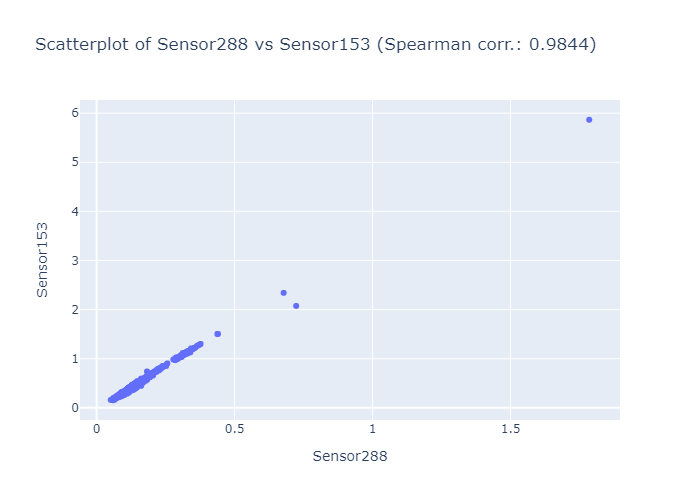 Scatterplot of Sensor288 vs Sensor153 (Spearman corr.: 0.9844)
6
5
4
3
2
1
0
Sensor153
0 0.5 1 1.5
Sensor288